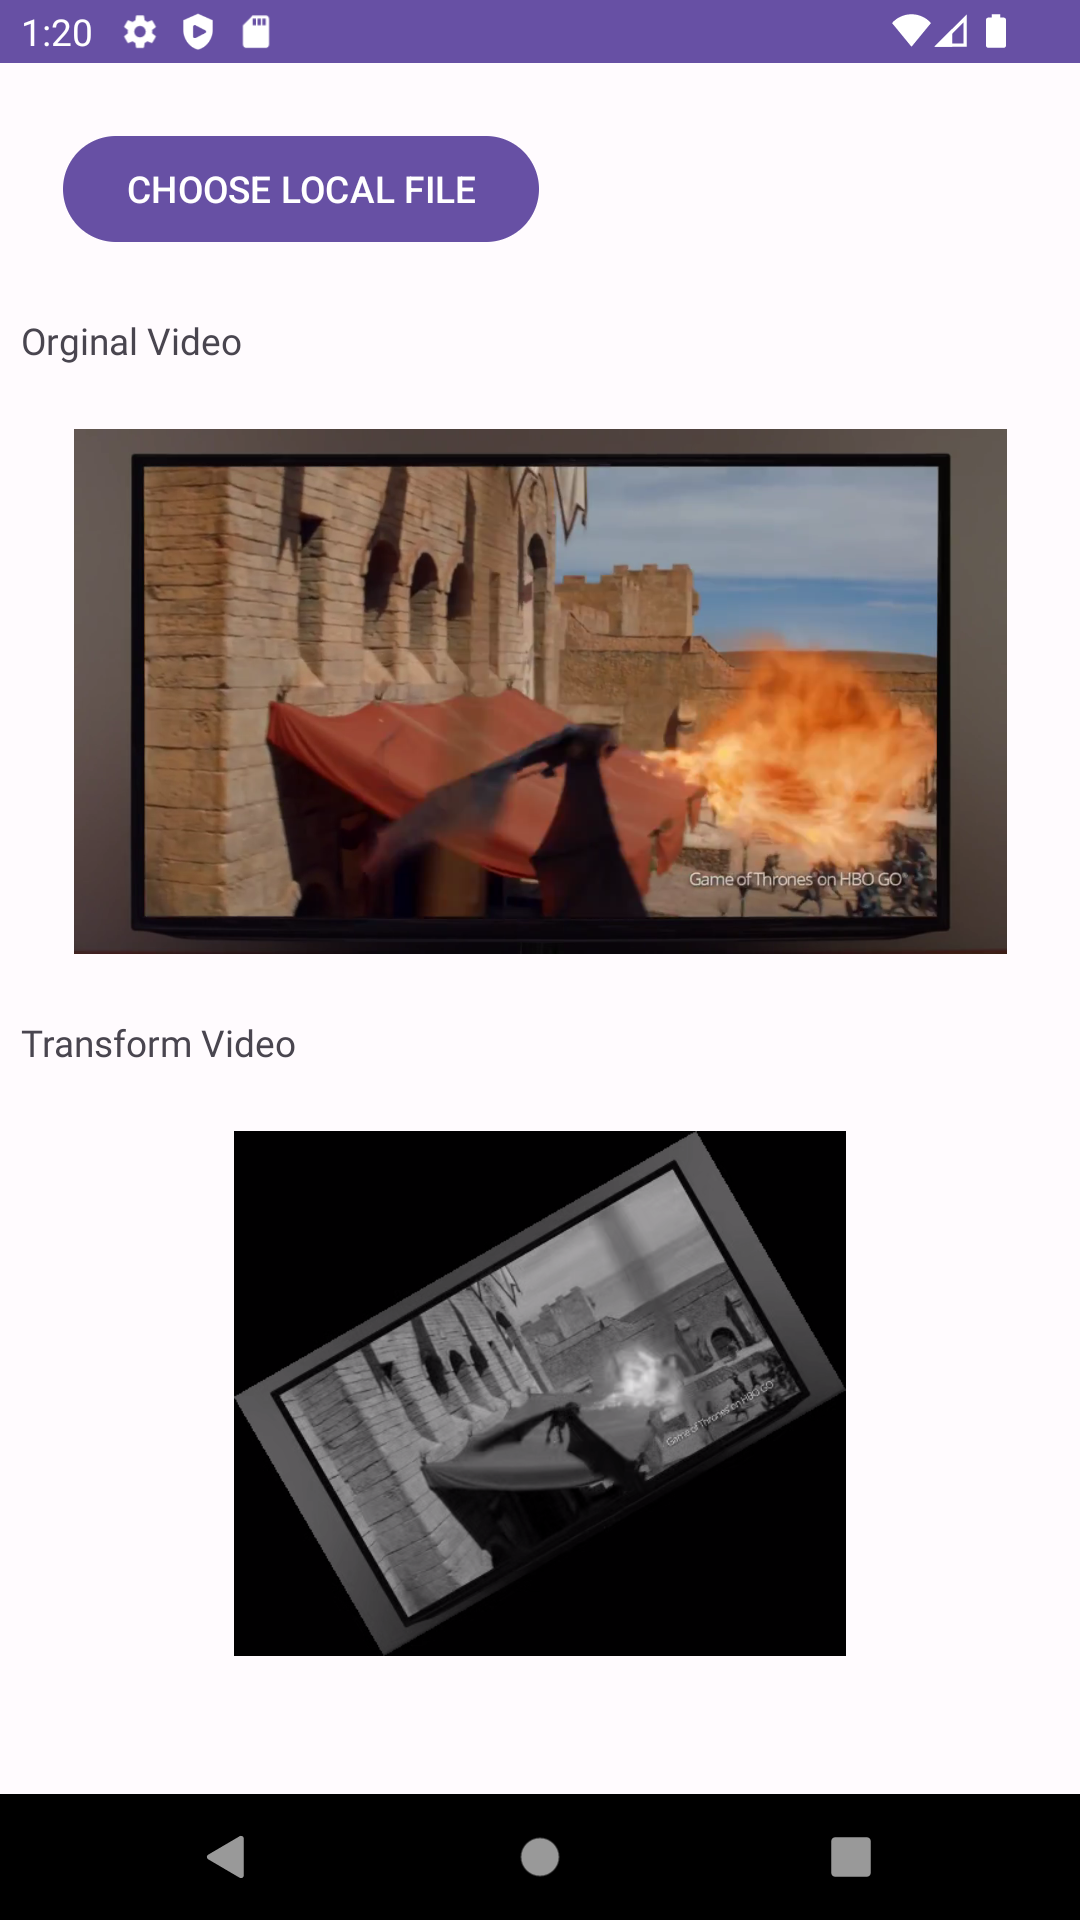 1:20
CHOOSE LOCAL FILE
Orginal Video
Game of Thrones on HBO GO
Transform Video
Game of Thrones on HBO GO